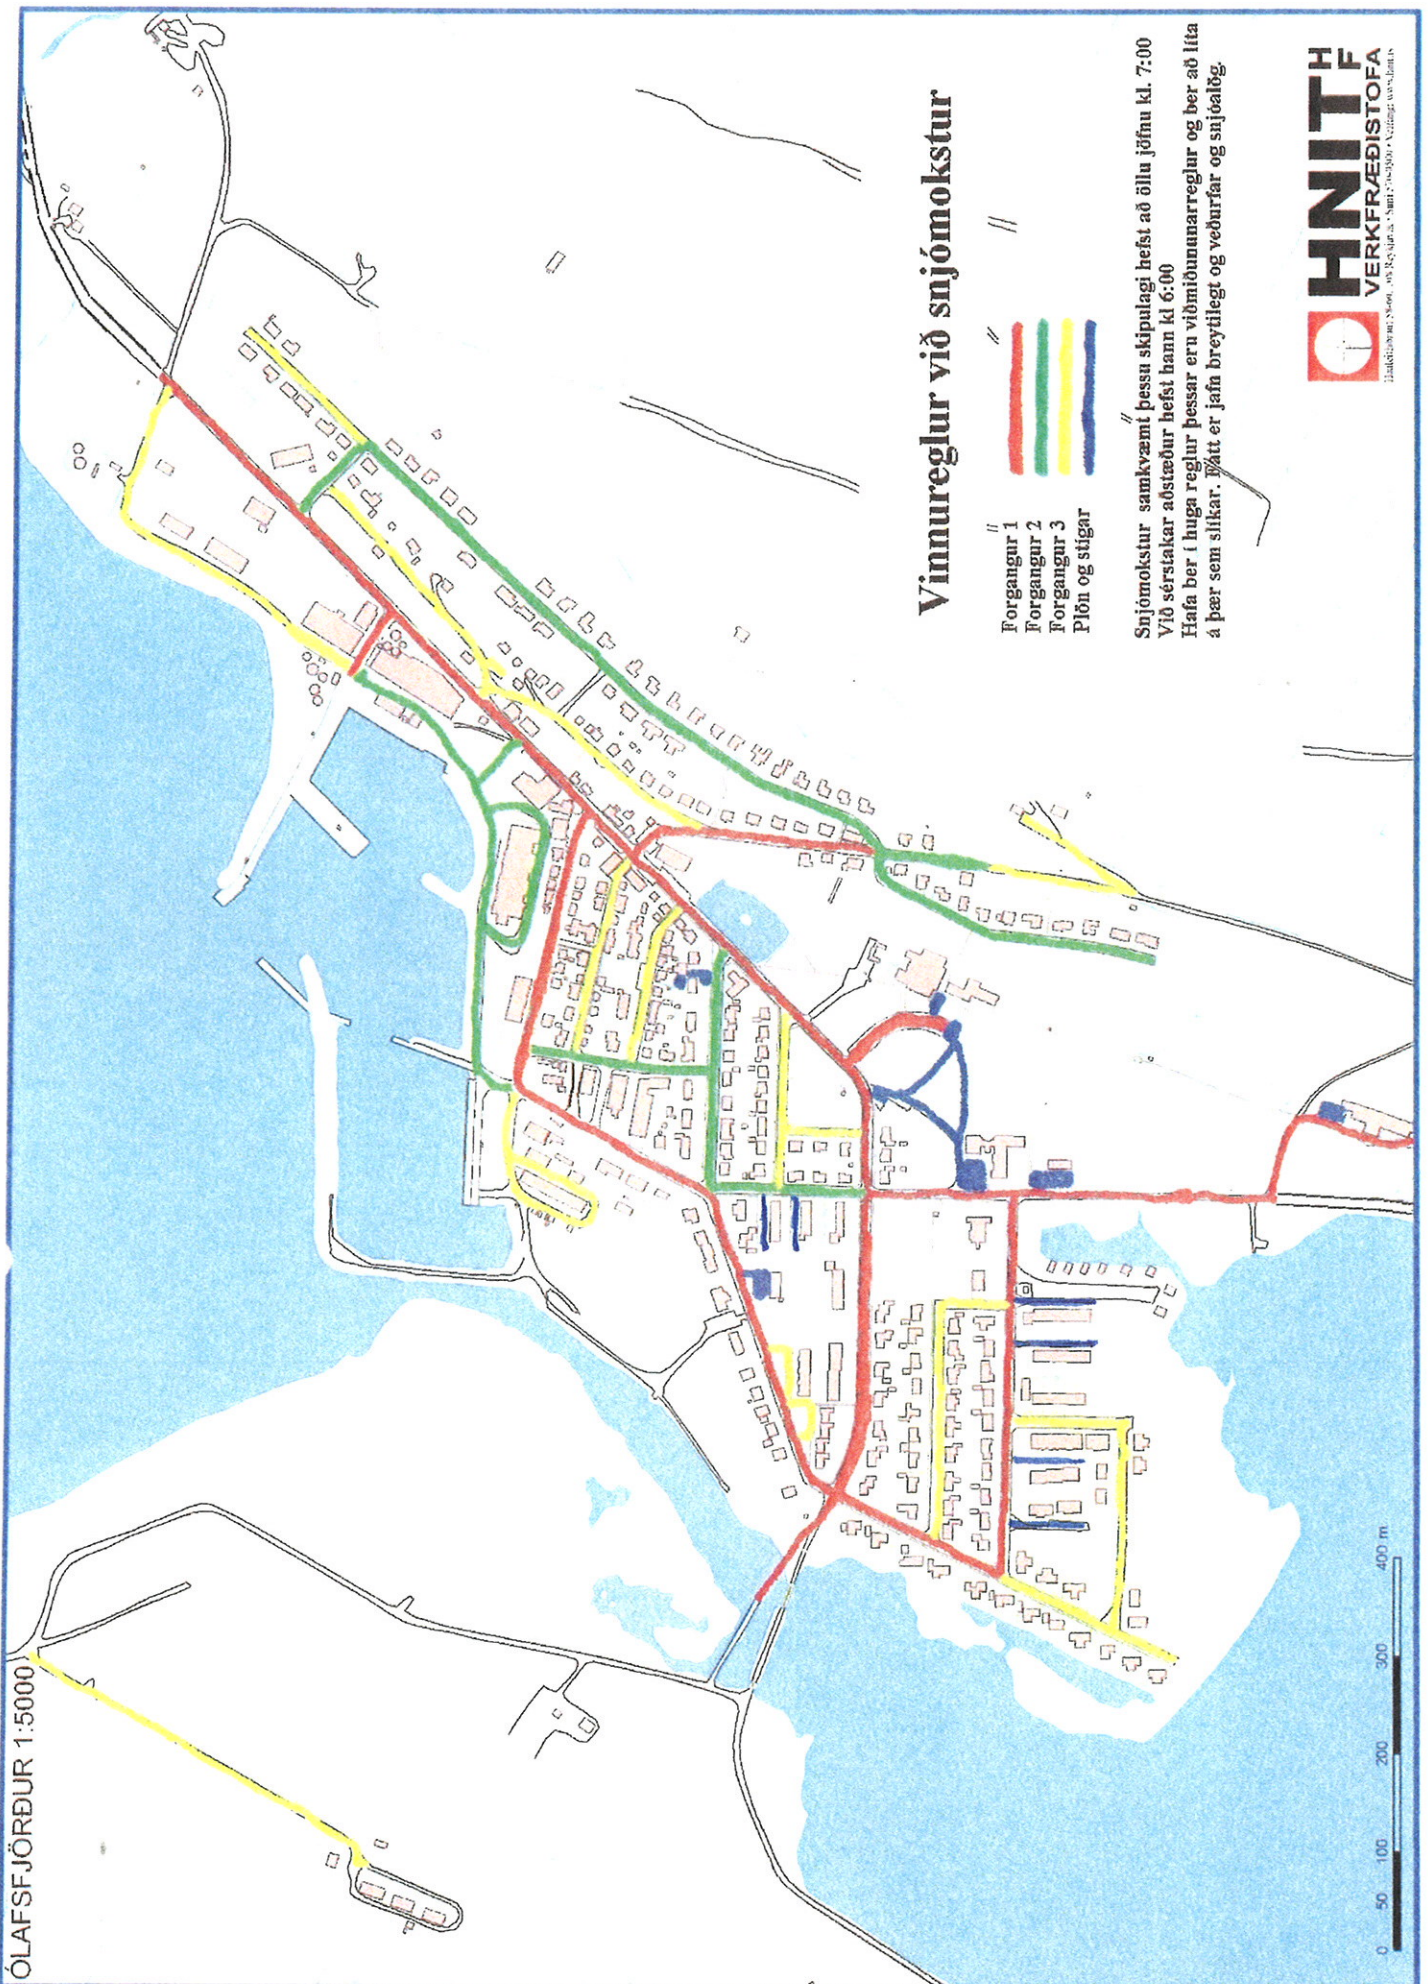 ÓLAFSFJÖRÐUR 1:5000
Vinnureglur við snjómokstur
Forgangur 1
Forgangur 2
Forgangur 3
Plön og stígar
Snjómokstur samkvæmt þessu skipulagi hefst að öllu jöfnu kl. 7:00
Við sérstakar aðstæður hefst hann kl 6:00
Hafa ber í huga reglur þessar eru viðmiðunnarreglur og ber að líta
á þær sem slíkar. Fátt er jafn breytilegt og veðurfar og snjóalög.
HNIT HF
VERKFRÆÐISTOFA
0 50 100 200 300 400 m